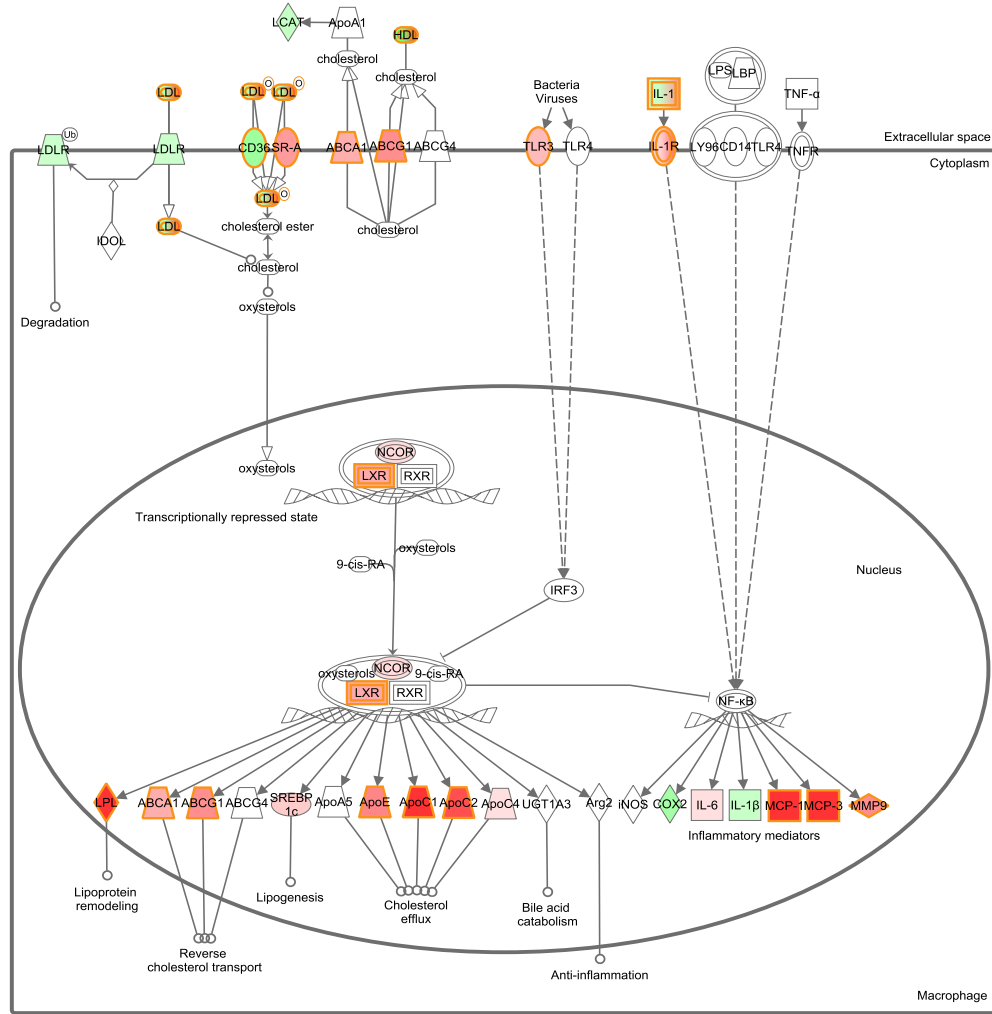 LCAT
ApoA1
HDL
cholesterol
cholesterol
LPS
LBP
LDL
LDL
O
LDL
O
Bacteria
Viruses
IL-1
TNF-α
Ub
LDLR
LDLR
CD36
SR-A
ABCA1
ABCG1
ABCG4
TLR3
TLR4
IL-1R
LY96
CD14
TLR4
TNFR
Extracellular space
Cytoplasm
LDL
O
LDL
cholesterol ester
cholesterol
IDOL
cholesterol
oxysterols
Degradation
oxysterols
NCOR
LXR
RXR
Transcriptionally repressed state
oxysterols
9-cis-RA
Nucleus
IRF3
oxysterols
NCOR
9-cis-RA
LXR
RXR
NF-κB
LPL
ABCA1
ABCG1
ABCG4
SREBP
1c
ApoA5
ApoE
ApoC1
ApoC2
ApoC4
UGT1A3
Arg2
iNOS
COX2
IL-6
IL-1β
MCP-1
MCP-3
MMP9
Inflammatory mediators
Lipoprotein
remodeling
Lipogenesis
Cholesterol
efflux
Bile acid
catabolism
Reverse
cholesterol transport
Anti-inflammation
Macrophage